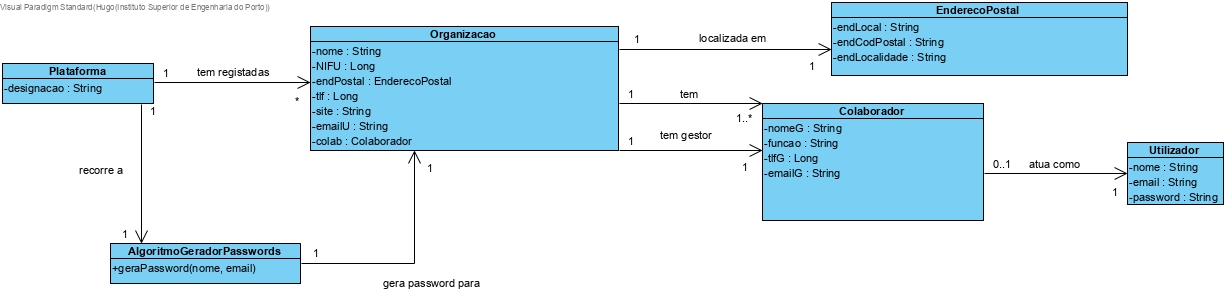 Visual Paradigm Standard(Hugo(Instituto Superior de Engenharia do Porto))
Plataforma
-designacao : String
1
tem registadas
*
Organizacao
-nome : String
-NIFU : Long
-endPostal : EnderecoPostal
-tlf : Long
-site : String
-emailU : String
-colab : Colaborador
1
localizada em
1
EnderecoPostal
-endLocal : String
-endCodPostal : String
-endLocalidade : String
1
tem
1..*
1
tem gestor
1
Colaborador
-nomeG : String
-funcao : String
-tlfG : Long
-emailG : String
0..1
atua como
1
Utilizador
-nome : String
-email : String
-password : String
1
recorre a
1
AlgoritmoGeradorPasswords
+geraPassword(nome, email)
1
gera password para
1